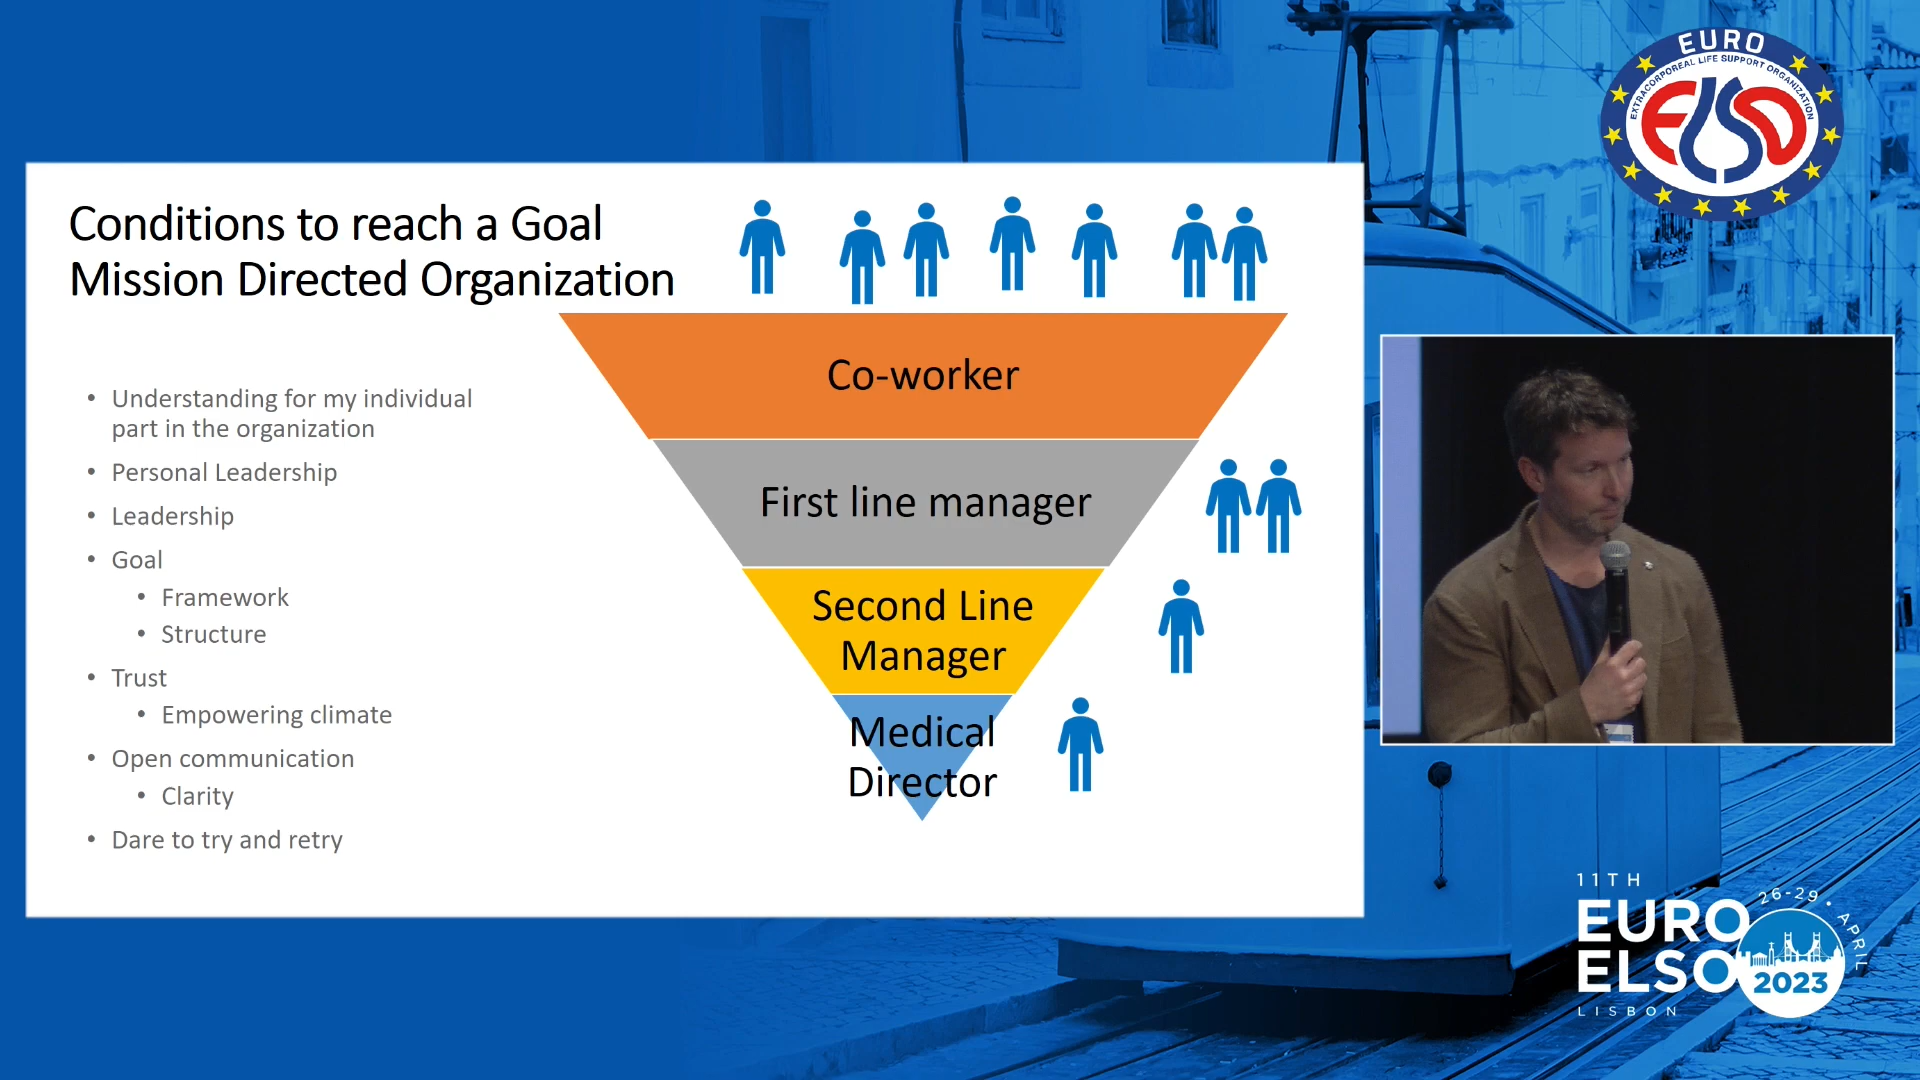 EURO
EXTRACORPOREAL LIFE SUPPORT ORGANIZATION
ELSO
Conditions to reach a Goal
Mission Directed Organization
• Understanding for my individual
part in the organization
• Personal Leadership
• Leadership
• Goal
• Framework
• Structure
• Trust
• Empowering climate
• Open communication
• Clarity
• Dare to try and retry
Co-worker
First line manager
Second Line
Manager
Medical
Director
11TH
EURO
ELSO
LISBON
26-29 • APRIL
2023